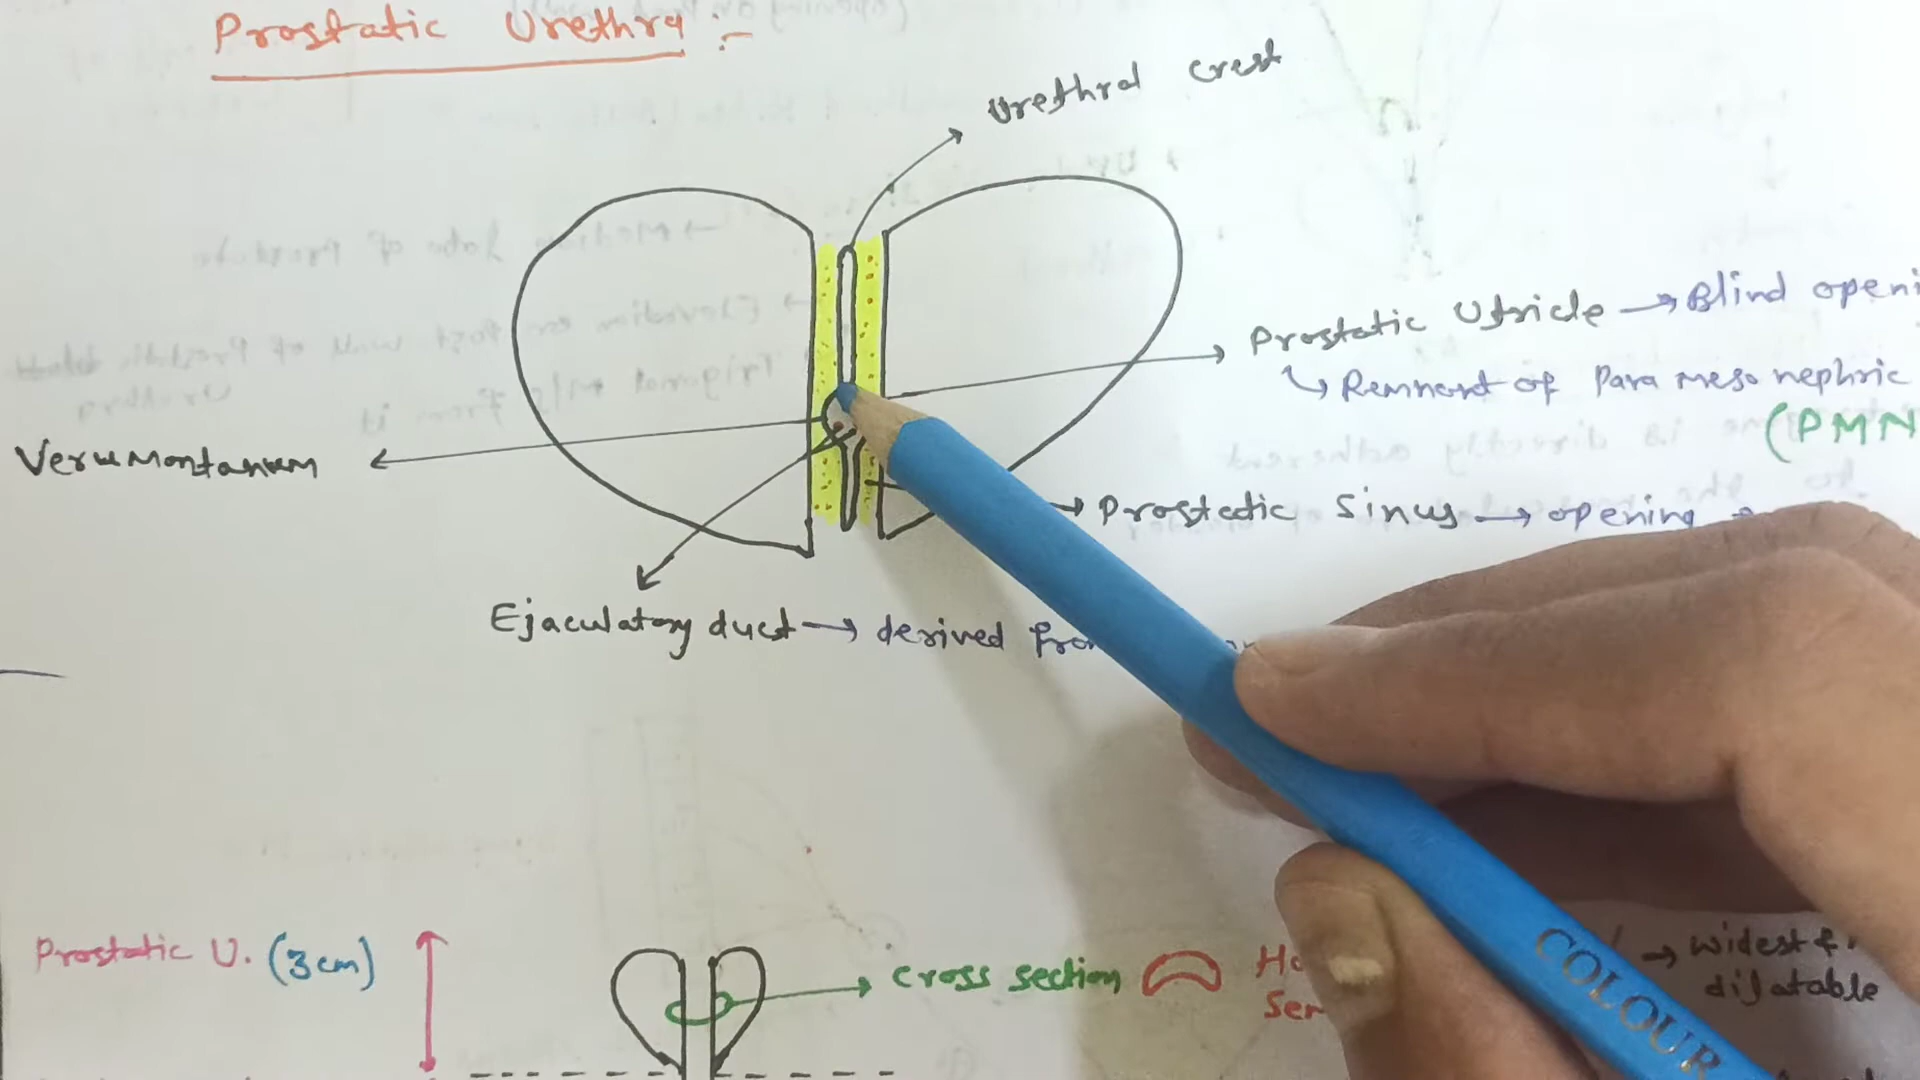 Prostatic Urethra :-
Urethral crest
Prostatic Utricle → Blind openi
↳ Remnant of Para meso nephric
(PMN
Verumontanum
→ Prostatic Sinus → opening
Ejaculatory duct → derived
Prostatic U. (3cm)
cross section
→ widest &
dilatable
COLOUR